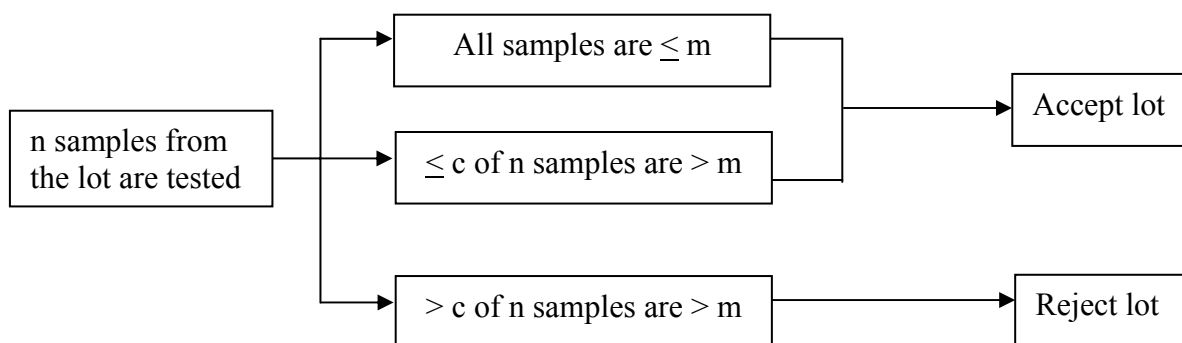 All samples are ≤ m
n samples from
the lot are tested
≤ c of n samples are > m
Accept lot
> c of n samples are > m
Reject lot